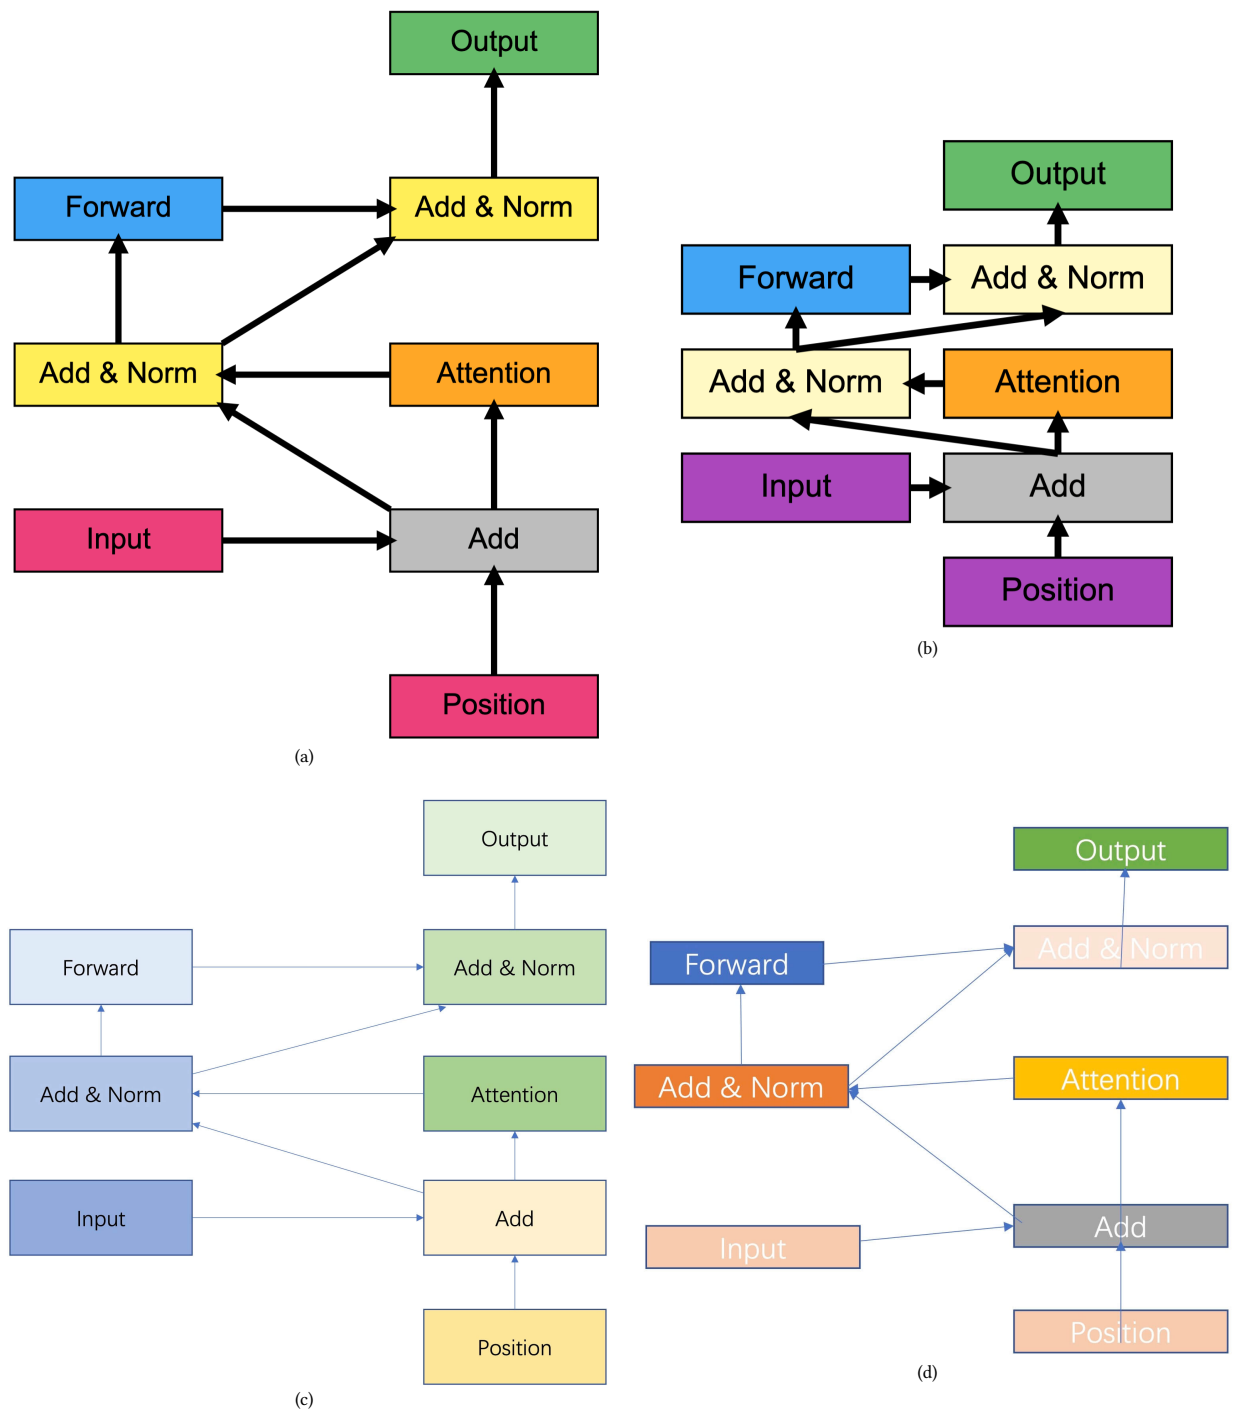 Output
Forward
Add & Norm
Add & Norm
Attention
Input
Add
Position
(a)
Output
Forward
Add & Norm
Add & Norm
Attention
Input
Add
Position
(b)
Output
Forward
Add & Norm
Add & Norm
Attention
Input
Add
Position
(c)
Output
Forward
Add & Norm
Add & Norm
Attention
Input
Add
Position
(d)